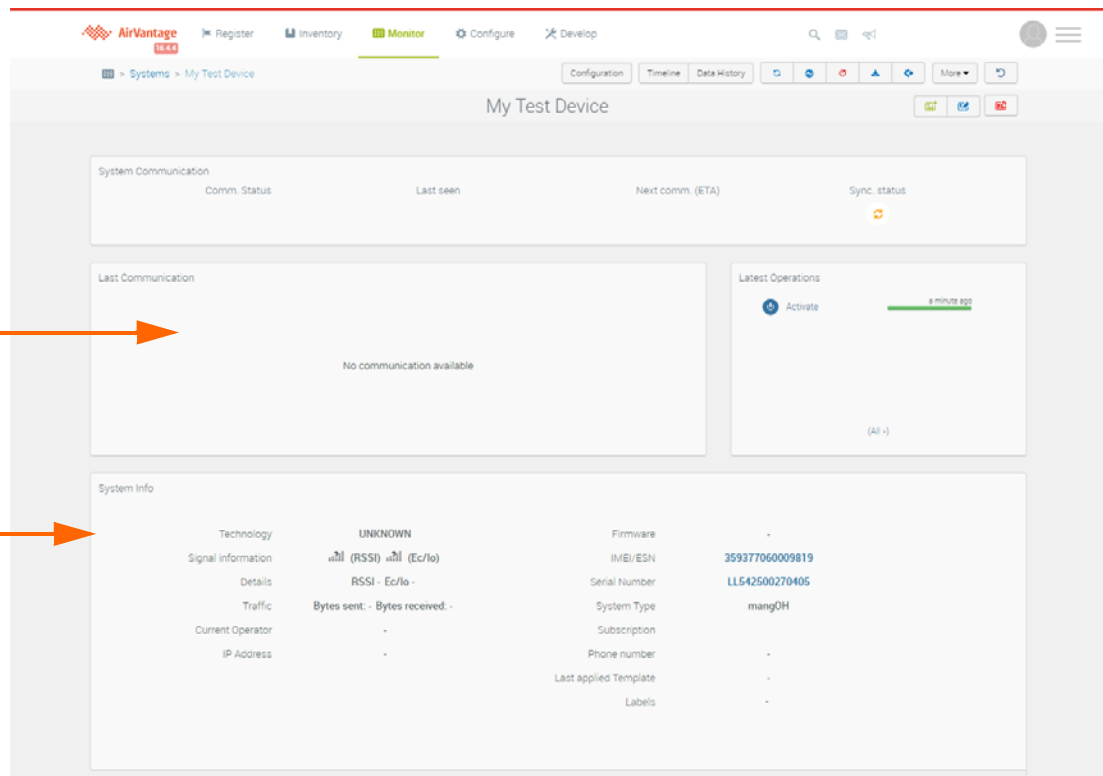 AirVantage Register Inventory Monitor Configure Develop
16.4.4
> Systems > My Test Device Configuration Timeline Data History More
My Test Device
System Communication
Comm. Status Last seen Next comm. (ETA) Sync. status
Last Communication
No communication available
Latest Operations
Activate a minute ago
(All »)
System Info
Technology UNKNOWN Firmware -
Signal information (RSSI) (Ec/Io) IMEI/ESN 359377060009819
Details RSSI - Ec/Io - Serial Number LL542500270405
Traffic Bytes sent: - Bytes received: - System Type mangOH
Current Operator - Subscription
IP Address - Phone number -
Last applied Template -
Labels -